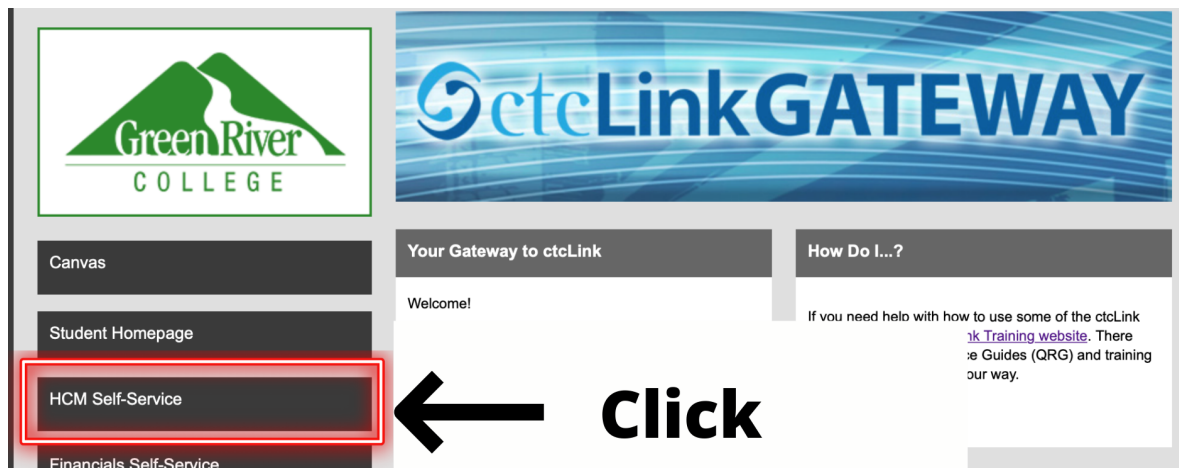 Green River
COLLEGE
ctcLinkGATEWAY
Canvas
Student Homepage
HCM Self-Service
Financials Self-Service
Your Gateway to ctcLink
Welcome!
How Do I...?
If you need help with how to use some of the ctcLink
Training website. There
Guides (QRG) and training
our way.
Click